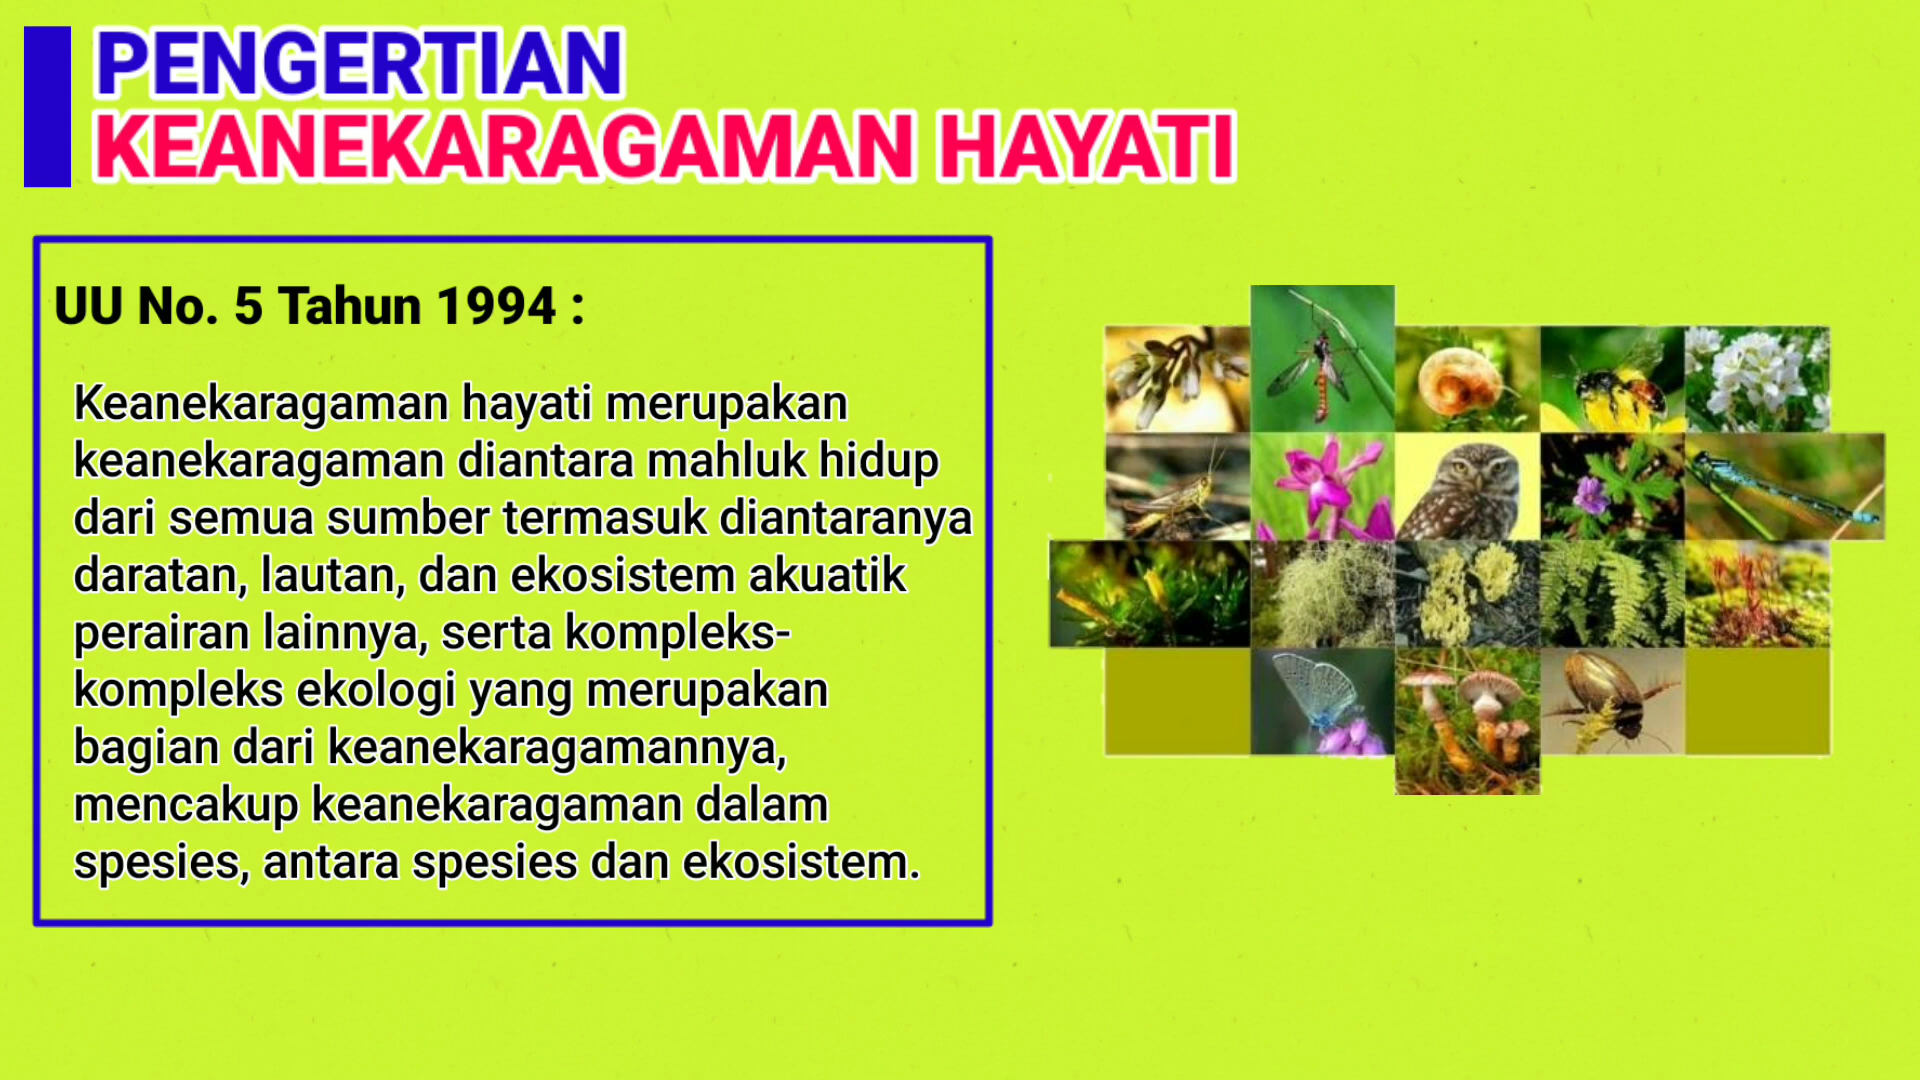 PENGERTIAN
KEANEKARAGAMAN HAYATI
UU No. 5 Tahun 1994 :
Keanekaragaman hayati merupakan
keanekaragaman diantara mahluk hidup
dari semua sumber termasuk diantaranya
daratan, lautan, dan ekosistem akuatik
perairan lainnya, serta kompleks-
kompleks ekologi yang merupakan
bagian dari keanekaragamannya,
mencakup keanekaragaman dalam
spesies, antara spesies dan ekosistem.